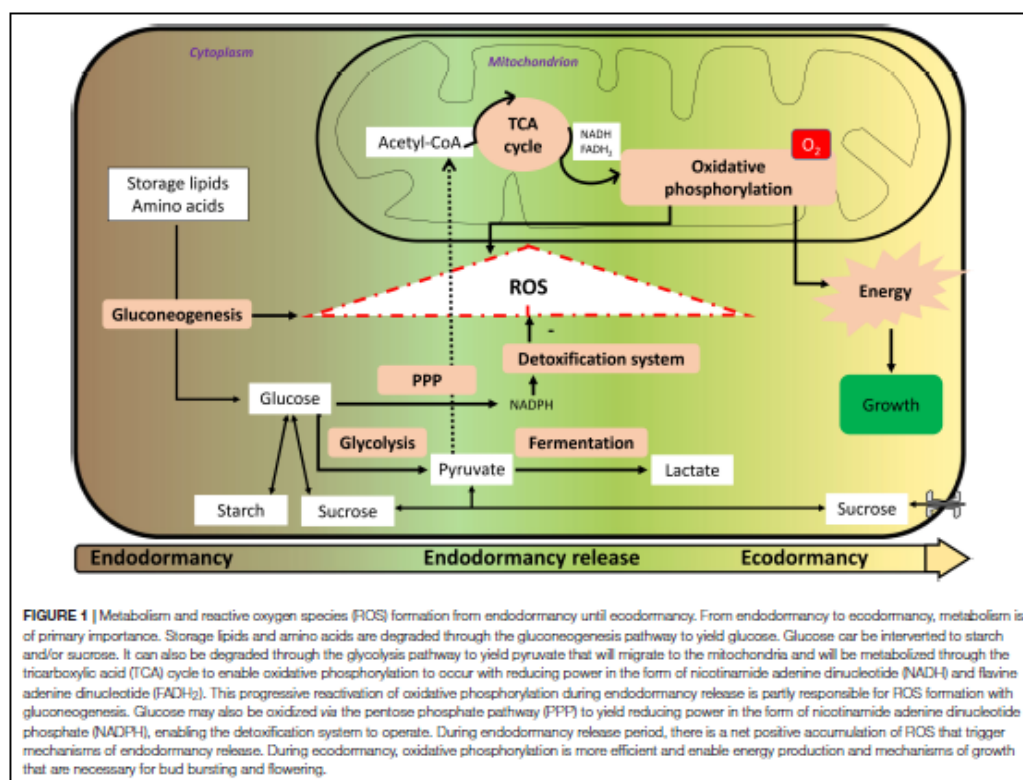 Cytoplasm
Mitochondrion
Acetyl-CoA
TCA
cycle
NADH
FADH₂
O₂
Oxidative
phosphorylation
Storage lipids
Amino acids
ROS
Energy
Gluconeogenesis
-
Detoxification system
PPP
NADPH
Glucose
Growth
Glycolysis
Fermentation
Pyruvate
Lactate
Starch
Sucrose
Sucrose
Endodormancy
Endodormancy release
Ecodormancy
FIGURE 1 | Metabolism and reactive oxygen species (ROS) formation from endodormancy until ecodormancy. From endodormancy to ecodormancy, metabolism is
of primary importance. Storage lipids and amino acids are degraded through the gluconeogenesis pathway to yield glucose. Glucose can be interverted to starch
and/or sucrose. It can also be degraded through the glycolysis pathway to yield pyruvate that will migrate to the mitochondria and will be metabolized through the
tricarboxylic acid (TCA) cycle to enable oxidative phosphorylation to occur with reducing power in the form of nicotinamide adenine dinucleotide (NADH) and flavine
adenine dinucleotide (FADH₂). This progressive reactivation of oxidative phosphorylation during endodormancy release is partly responsible for ROS formation with
gluconeogenesis. Glucose may also be oxidized via the pentose phosphate pathway (PPP) to yield reducing power in the form of nicotinamide adenine dinucleotide
phosphate (NADPH), enabling the detoxification system to operate. During endodormancy release period, there is a net positive accumulation of ROS that trigger
mechanisms of endodormancy release. During ecodormancy, oxidative phosphorylation is more efficient and enable energy production and mechanisms of growth
that are necessary for bud bursting and flowering.